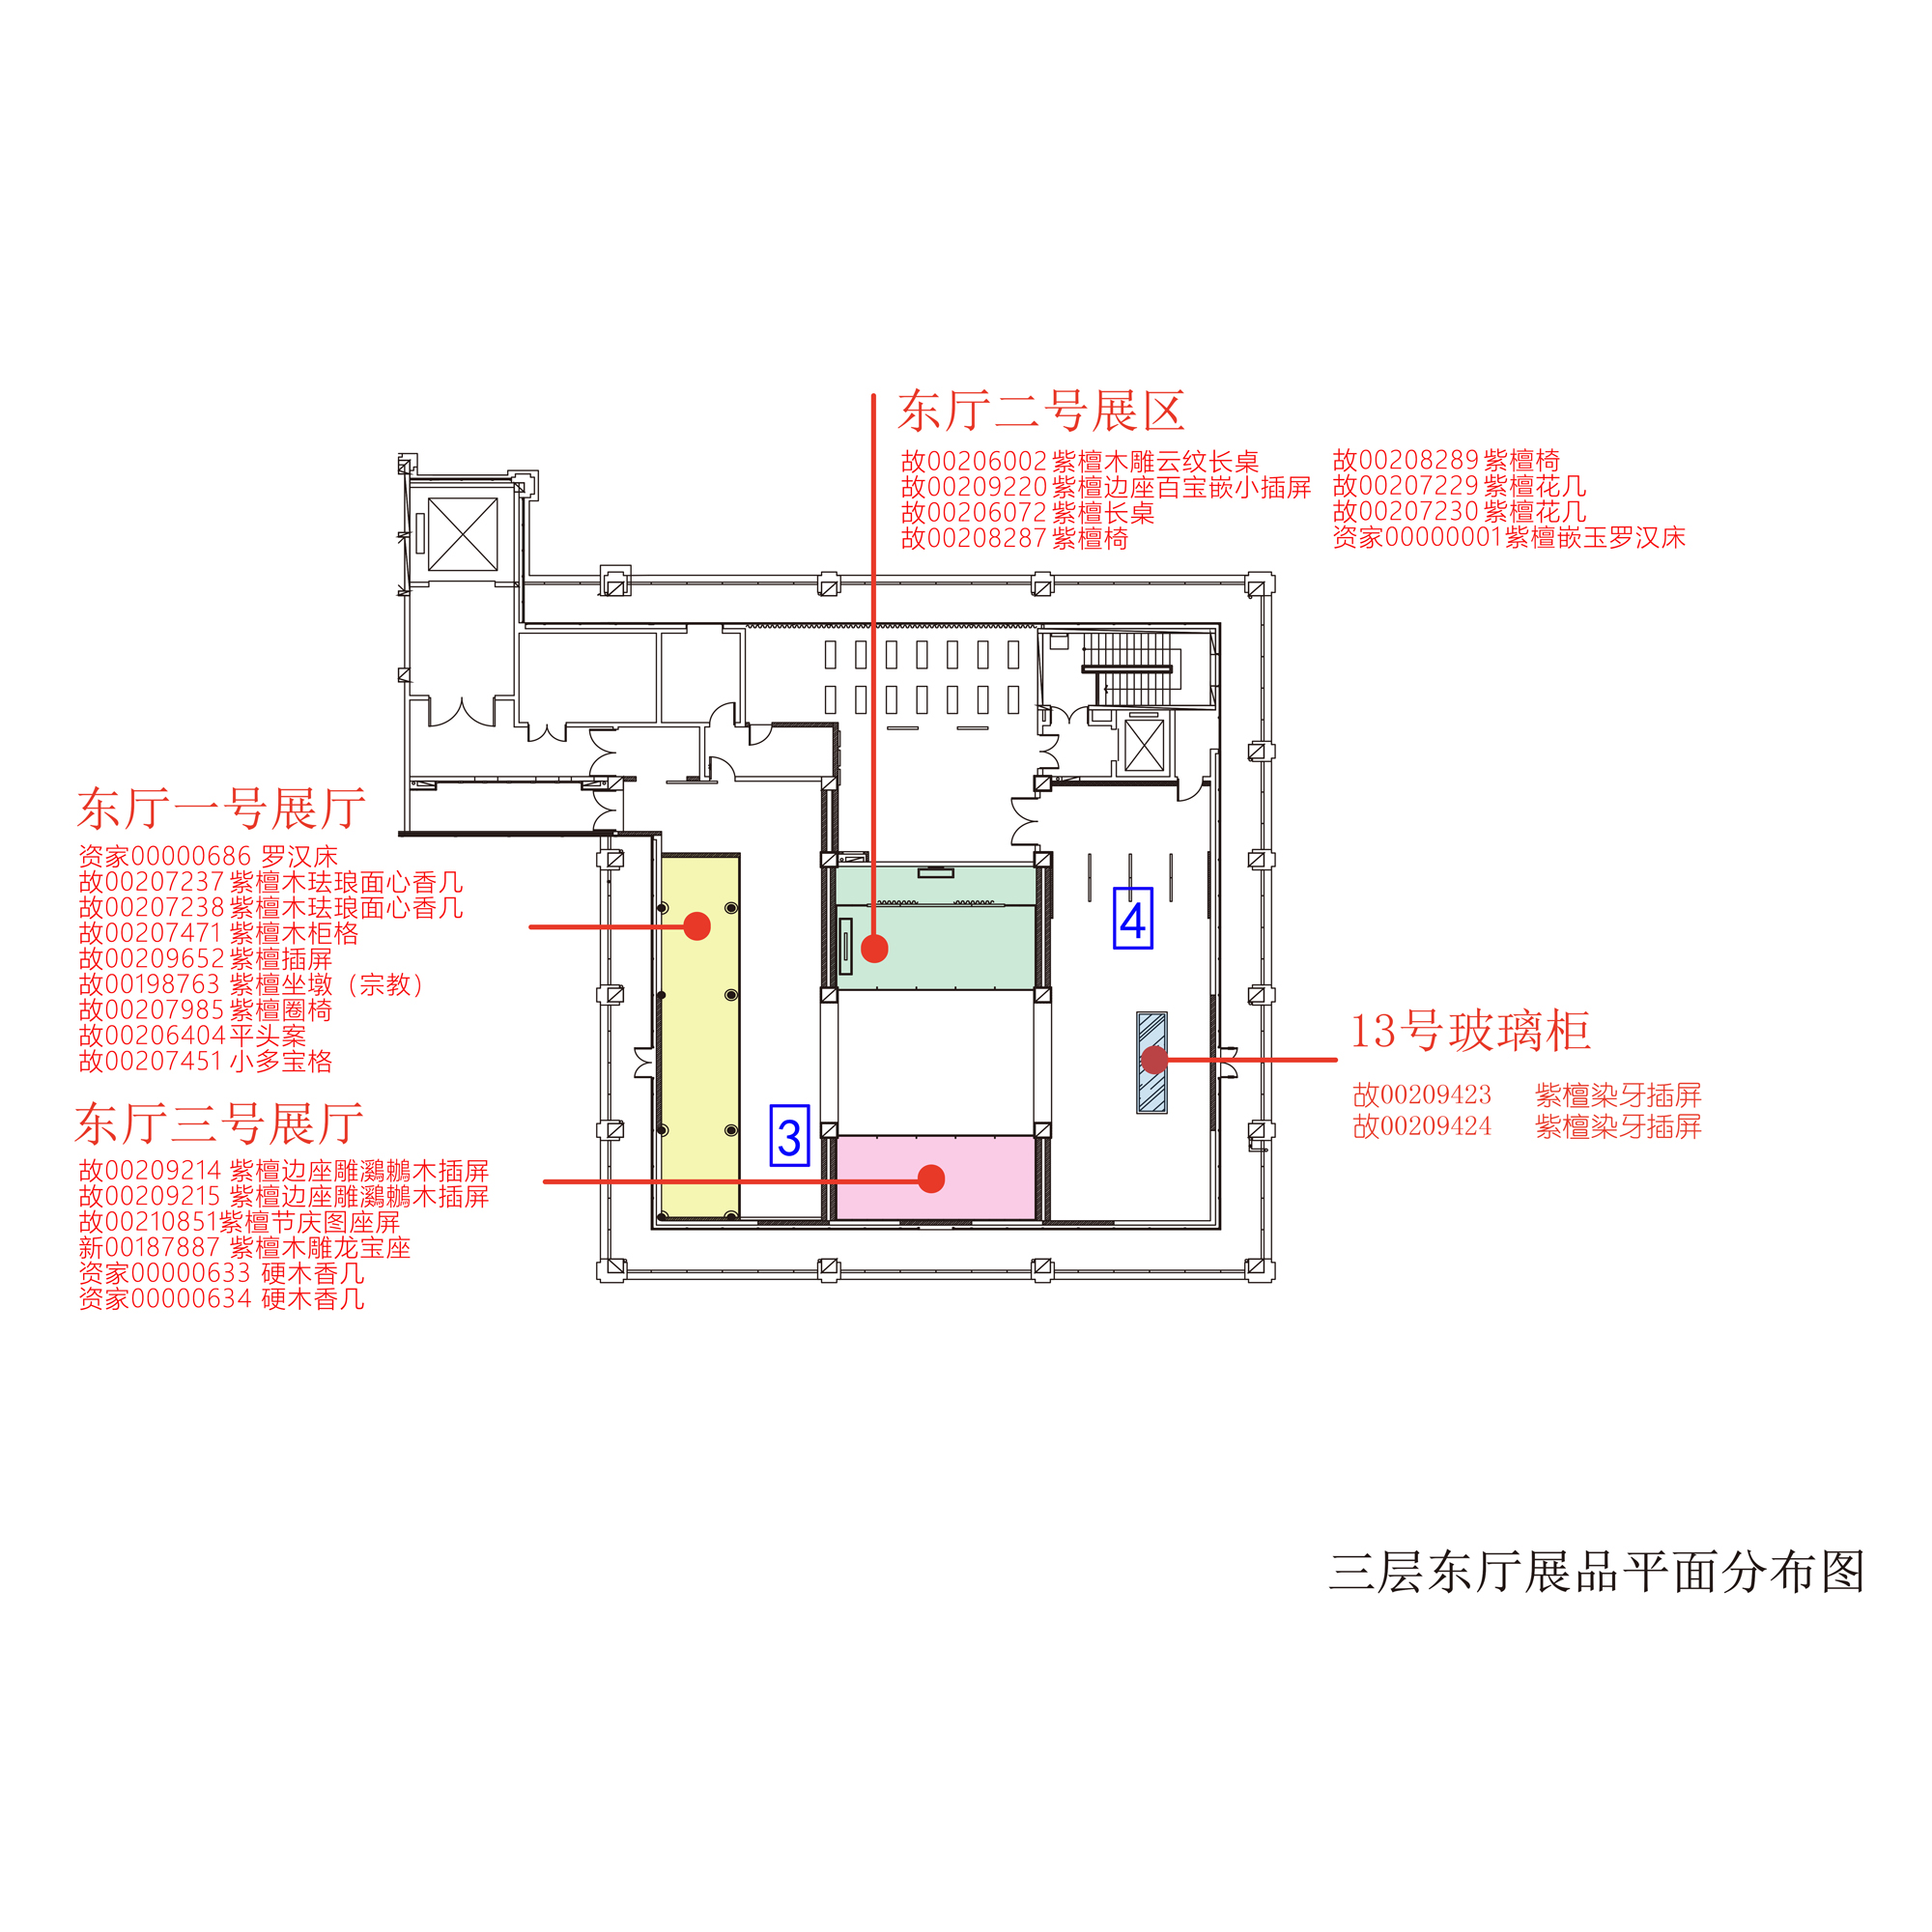 东厅二号展区
故00206002 紫檀木雕云纹长桌
故00209220 紫檀边座百宝嵌小插屏
故00206072 紫檀长桌
故00208287 紫檀椅
故00208289 紫檀椅
故00207229 紫檀花几
故00207230 紫檀花几
资家00000001紫檀嵌玉罗汉床
东厅一号展厅
资家00000686 罗汉床
故00207237 紫檀木珐琅面心香几
故00207238 紫檀木珐琅面心香几
故00207471 紫檀木柜格
故00209652 紫檀插屏
故00198763 紫檀坐墩（宗教）
故00207985 紫檀圈椅
故00206404 平头案
故00207451 小多宝格
东厅三号展厅
故00209214 紫檀边座雕鸂鶒木插屏
故00209215 紫檀边座雕鸂鶒木插屏
故00210851紫檀节庆图座屏
新00187887 紫檀木雕龙宝座
资家00000633 硬木香几
资家00000634 硬木香几
4
3
13号玻璃柜
故00209423 紫檀染牙插屏
故00209424 紫檀染牙插屏
三层东厅展品平面分布图